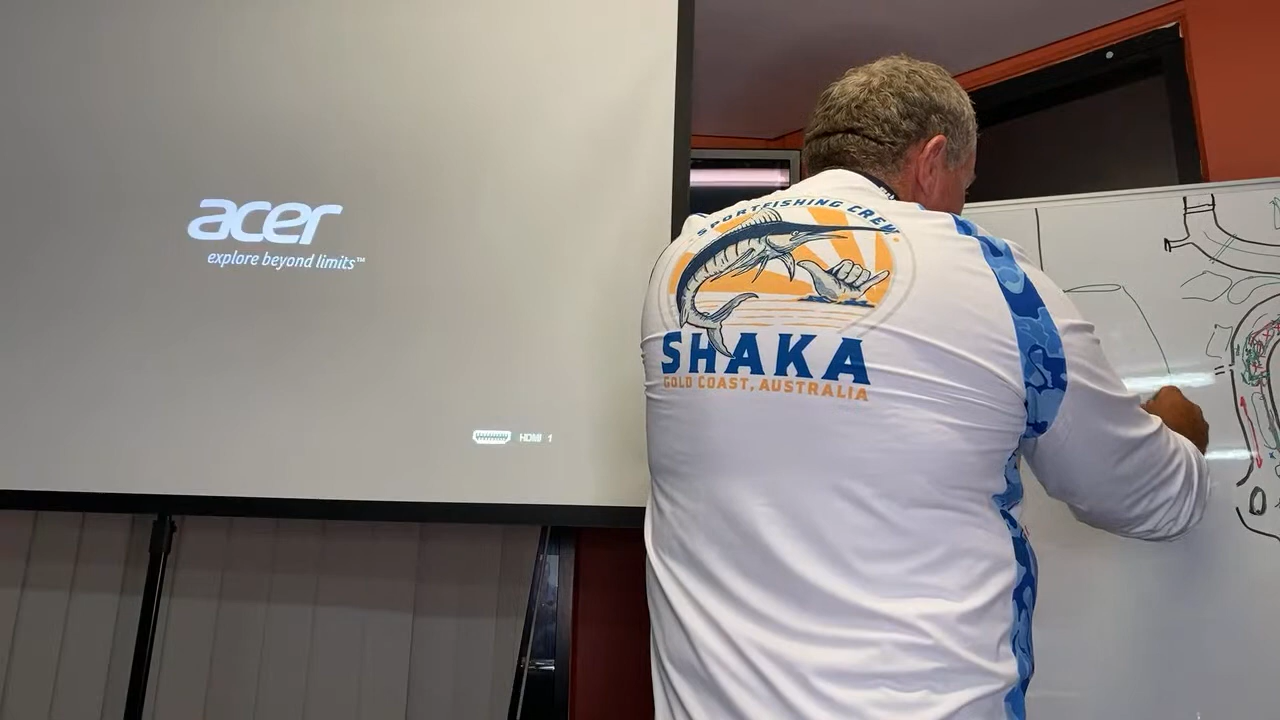 acer
explore beyond limits™
HDMI 1
SPORTFISHING CREW
SHAKA
GOLD COAST, AUSTRALIA